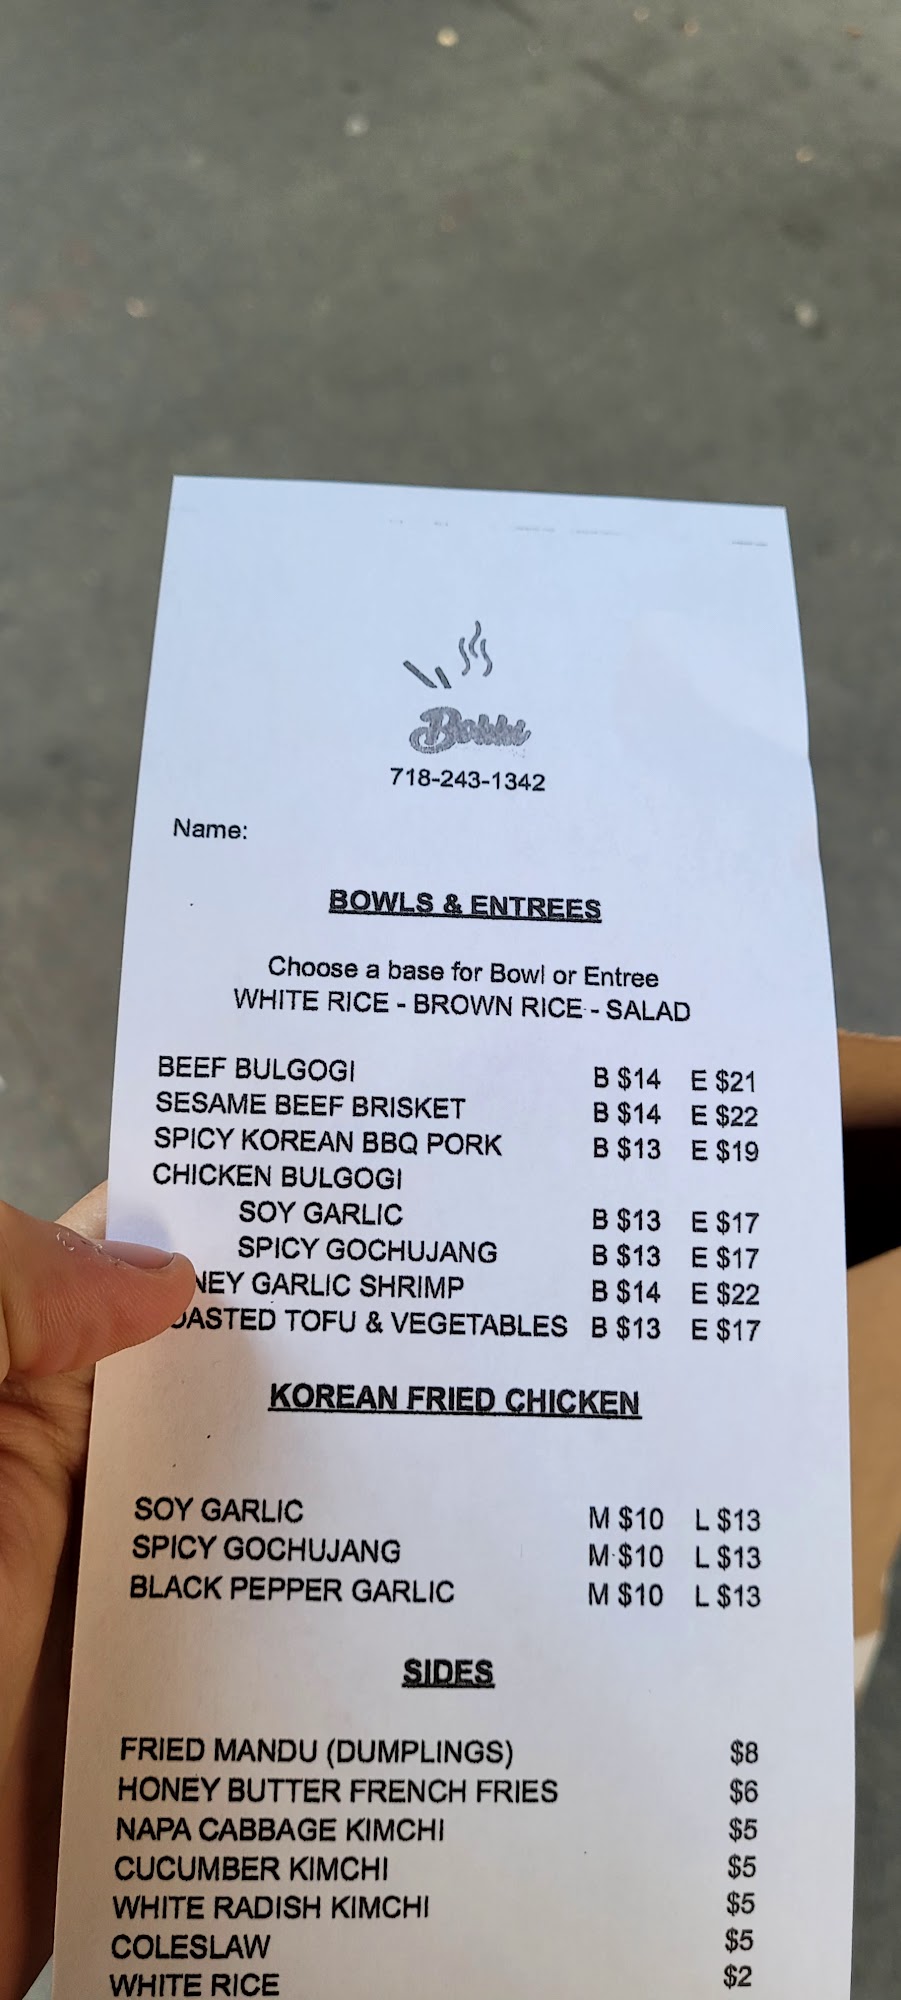 718-243-1342
Name:
BOWLS & ENTREES
Choose a base for Bowl or Entree
WHITE RICE - BROWN RICE - SALAD
BEEF BULGOGI B $14 E $21
SESAME BEEF BRISKET B $14 E $22
SPICY KOREAN BBQ PORK B $13 E $19
CHICKEN BULGOGI
SOY GARLIC B $13 E $17
SPICY GOCHUJANG B $13 E $17
NEY GARLIC SHRIMP B $14 E $22
OASTED TOFU & VEGETABLES B $13 E $17
KOREAN FRIED CHICKEN
SOY GARLIC M $10 L $13
SPICY GOCHUJANG M $10 L $13
BLACK PEPPER GARLIC M $10 L $13
SIDES
FRIED MANDU (DUMPLINGS) $8
HONEY BUTTER FRENCH FRIES $6
NAPA CABBAGE KIMCHI $5
CUCUMBER KIMCHI $5
WHITE RADISH KIMCHI $5
COLESLAW $5
WHITE RICE $2